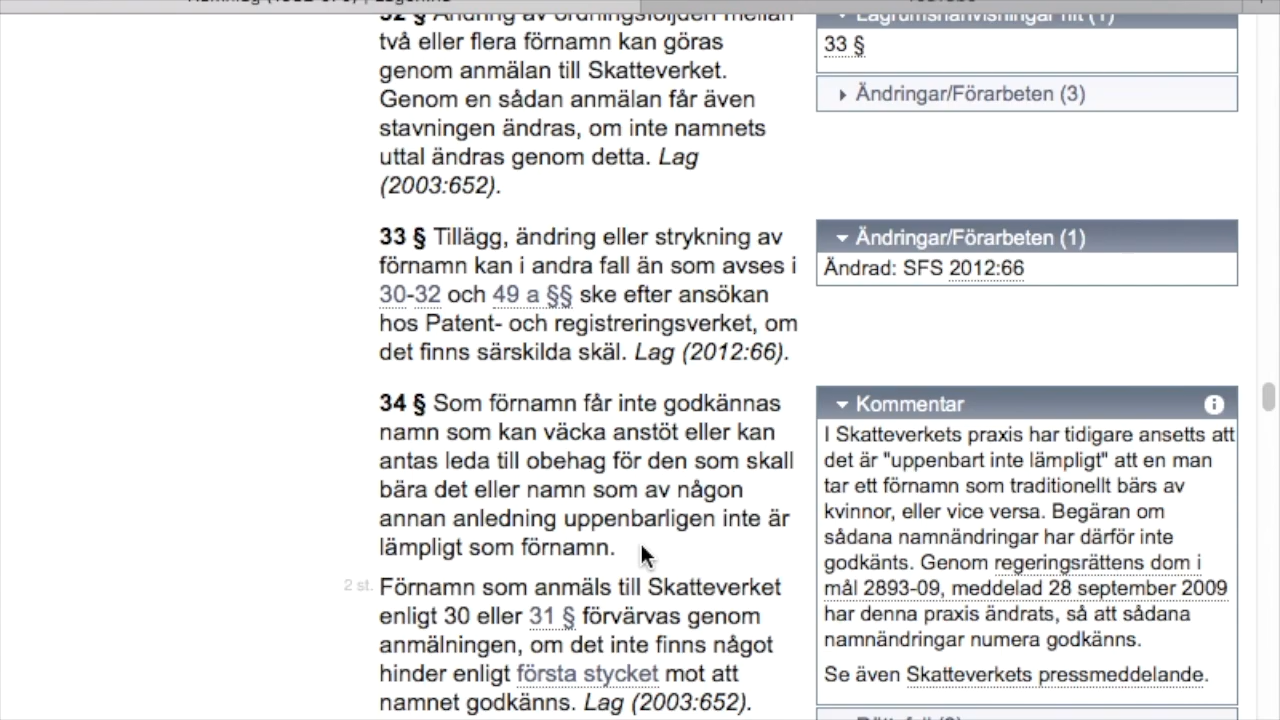 32 § Ändring av ordningsföljden mellan
två eller flera förnamn kan göras
genom anmälan till Skatteverket.
Genom en sådan anmälan får även
stavningen ändras, om inte namnets
uttal ändras genom detta. Lag
(2003:652).
33 § Tillägg, ändring eller strykning av
förnamn kan i andra fall än som avses i
30-32 och 49 a §§ ske efter ansökan
hos Patent- och registreringsverket, om
det finns särskilda skäl. Lag (2012:66).
34 § Som förnamn får inte godkännas
namn som kan väcka anstöt eller kan
antas leda till obehag för den som skall
bära det eller namn som av någon
annan anledning uppenbarligen inte är
lämpligt som förnamn.
2 st. Förnamn som anmäls till Skatteverket
enligt 30 eller 31 § förvärvas genom
anmälningen, om det inte finns något
hinder enligt första stycket mot att
namnet godkänns. Lag (2003:652).
Lagrumshänvisningar hit (1)
33 §
Ändringar/Förarbeten (3)
Ändringar/Förarbeten (1)
Ändrad: SFS 2012:66
Kommentar
I Skatteverkets praxis har tidigare ansetts att
det är "uppenbart inte lämpligt" att en man
tar ett förnamn som traditionellt bärs av
kvinnor, eller vice versa. Begäran om
sådana namnändringar har därför inte
godkänts. Genom regeringsrättens dom i
mål 2893-09, meddelad 28 september 2009
har denna praxis ändrats, så att sådana
namnändringar numera godkänns.
Se även Skatteverkets pressmeddelande.